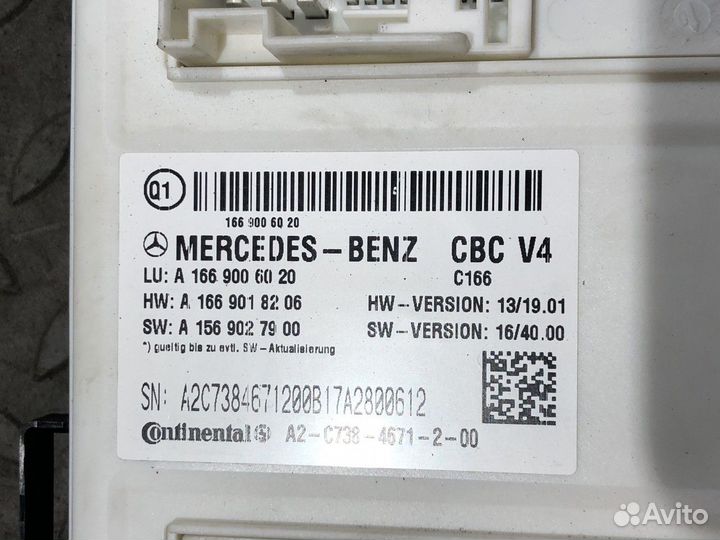 Q1
166 900 60 20
MERCEDES-BENZ CBC V4
LU: A 166 900 60 20 C166
HW: A 166 901 82 06 HW-VERSION: 13/19.01
SW: A 156 902 79 00 SW-VERSION: 16/40.00
*) gueltig bis zu evtl. SW-Aktualisierung
SN: A2C7384671200B17A2800612
Continental A2-C738-4671-2-00
Avito